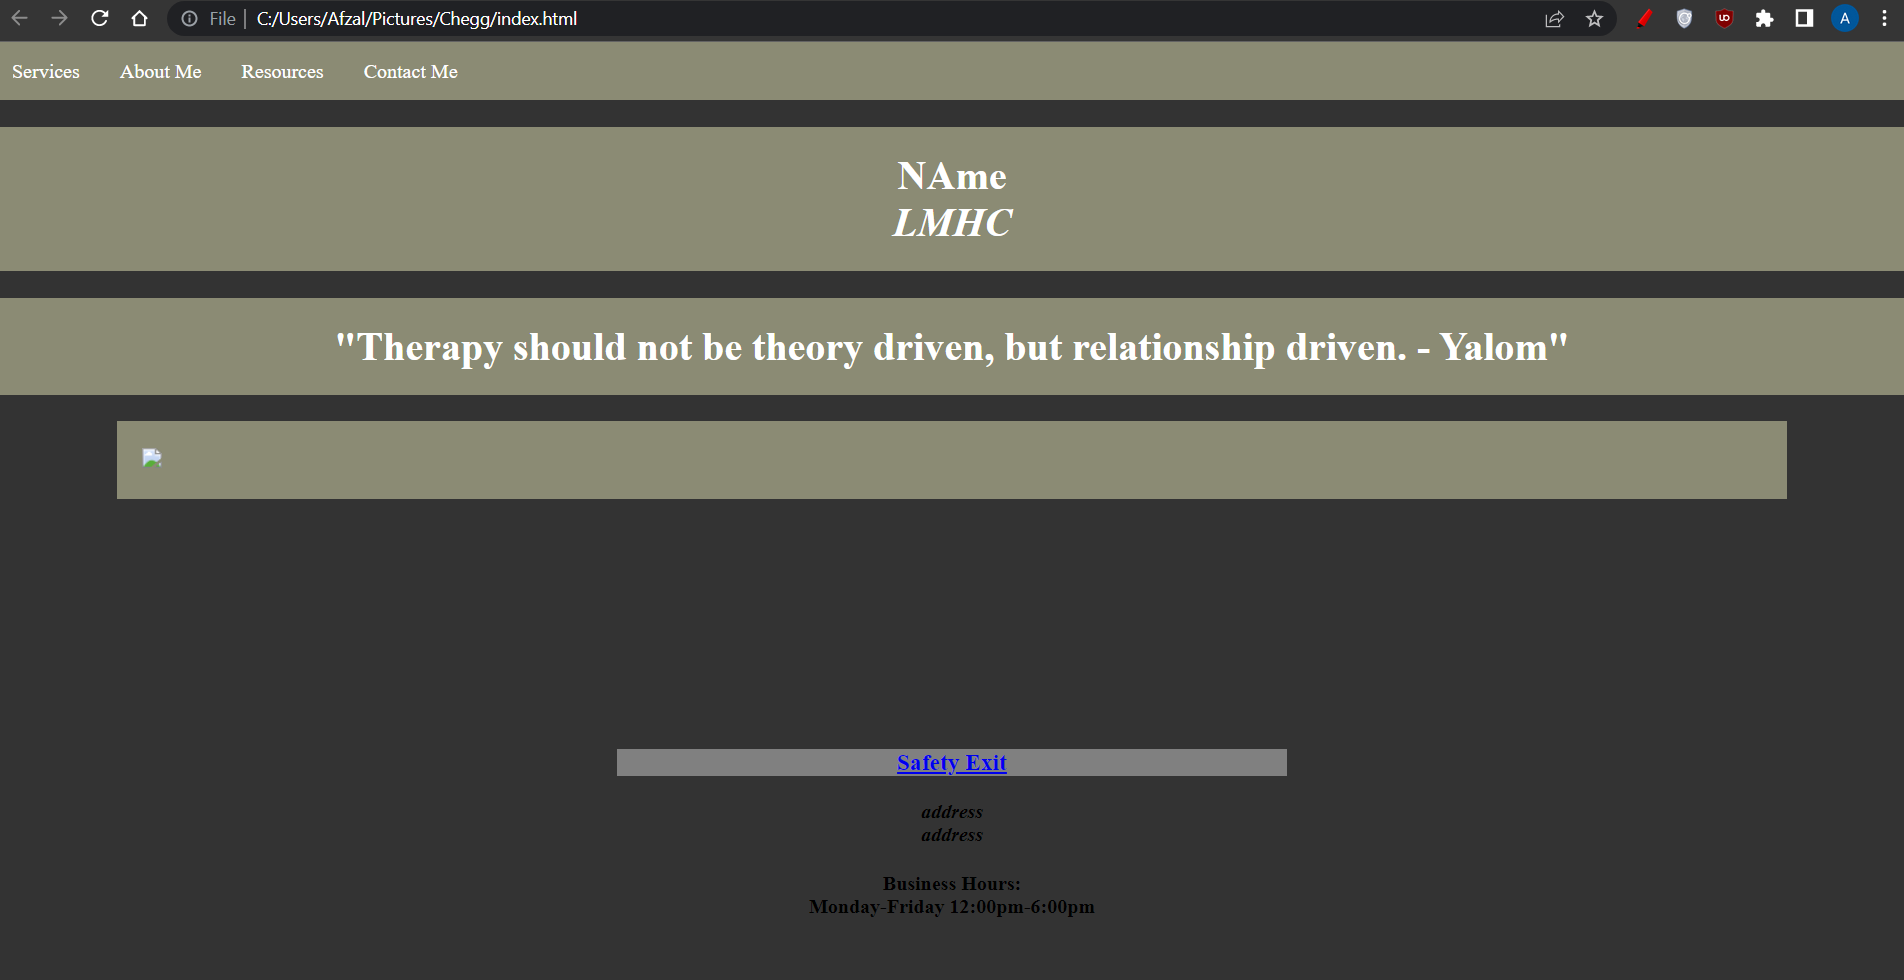 File
C:/Users/Afzal/Pictures/Chegg/index.html
UO
A
Services
About Me
Resources
Contact Me
NAme
LMHC
"Therapy should not be theory driven, but relationship driven. - Yalom"
Safety Exit
address
address
Business Hours:
Monday-Friday 12:00pm-6:00pm